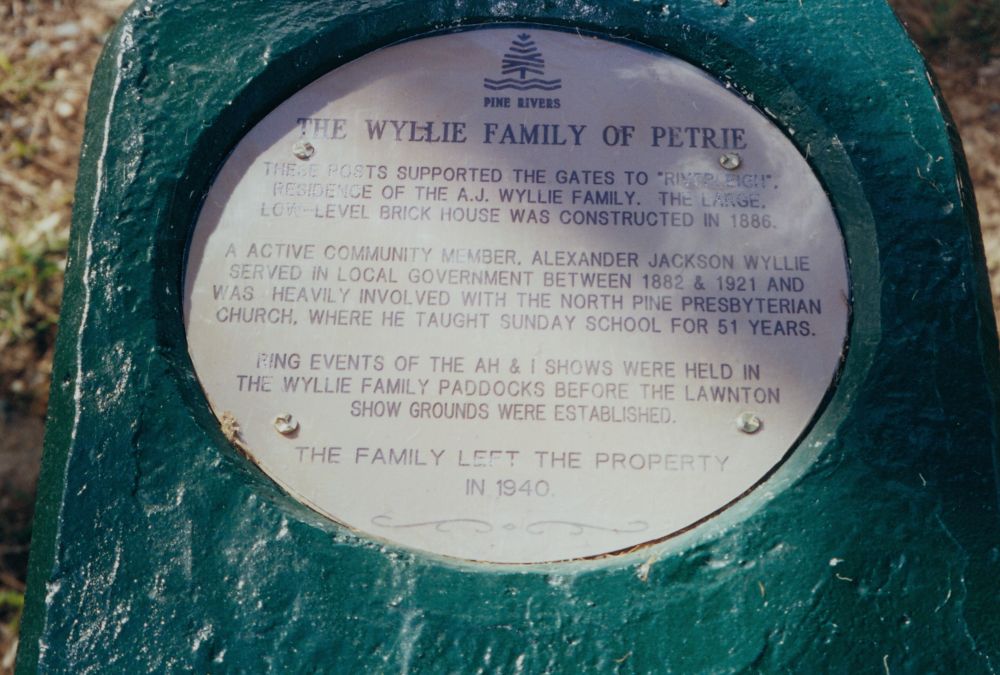 PINE RIVERS
THE WYLLIE FAMILY OF PETRIE
THESE POSTS SUPPORTED THE GATES TO "RIVERLEIGH",
RESIDENCE OF THE A.J. WYLLIE FAMILY. THE LARGE,
LOW-LEVEL BRICK HOUSE WAS CONSTRUCTED IN 1886.
A ACTIVE COMMUNITY MEMBER, ALEXANDER JACKSON WYLLIE
SERVED IN LOCAL GOVERNMENT BETWEEN 1882 & 1921 AND
WAS HEAVILY INVOLVED WITH THE NORTH PINE PRESBYTERIAN
CHURCH, WHERE HE TAUGHT SUNDAY SCHOOL FOR 51 YEARS.
RING EVENTS OF THE AH & I SHOWS WERE HELD IN
THE WYLLIE FAMILY PADDOCKS BEFORE THE LAWNTON
SHOW GROUNDS WERE ESTABLISHED.
THE FAMILY LEFT THE PROPERTY
IN 1940.